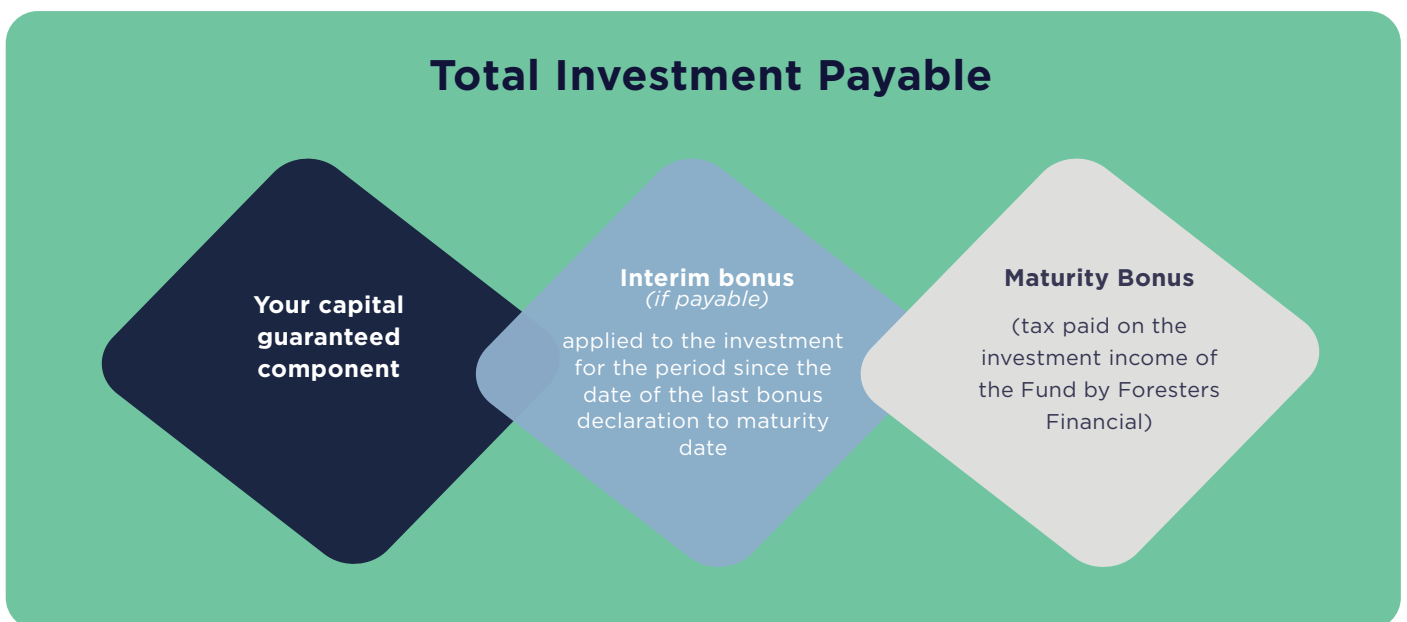 Total Investment Payable
Your capital
guaranteed
component
Interim bonus
(if payable)
applied to the investment
for the period since the
date of the last bonus
declaration to maturity
date
Maturity Bonus
(tax paid on the
investment income of
the Fund by Foresters
Financial)